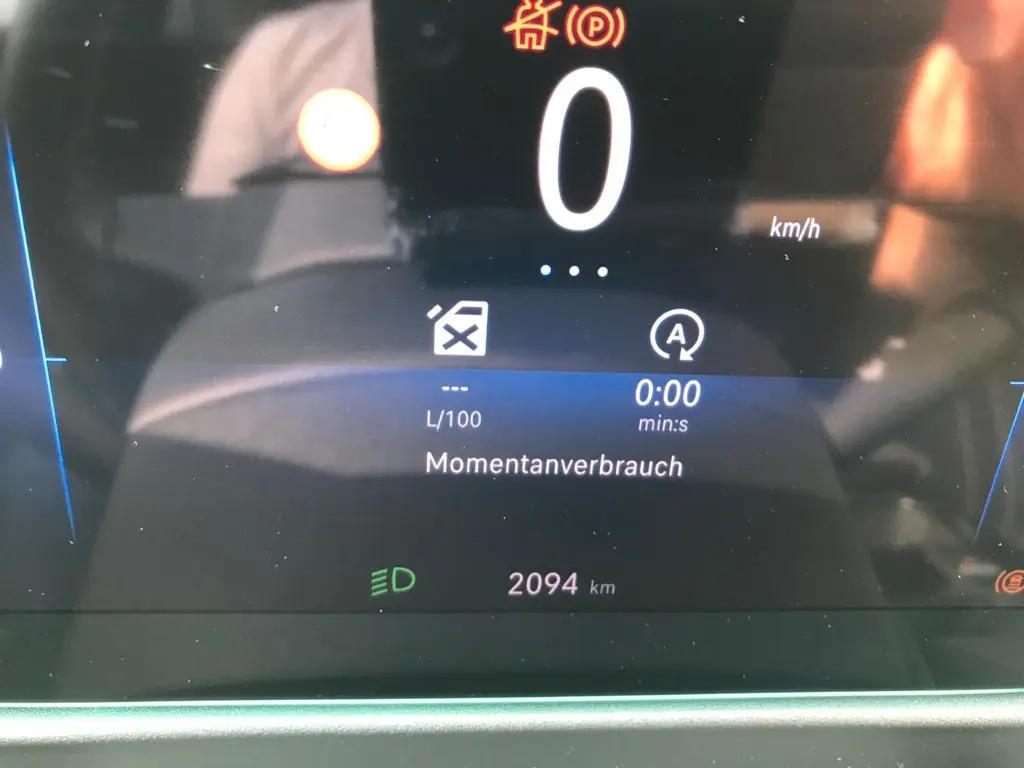 P
0
km/h
A
--- 0:00
L/100 min:s
Momentanverbrauch
2094 km